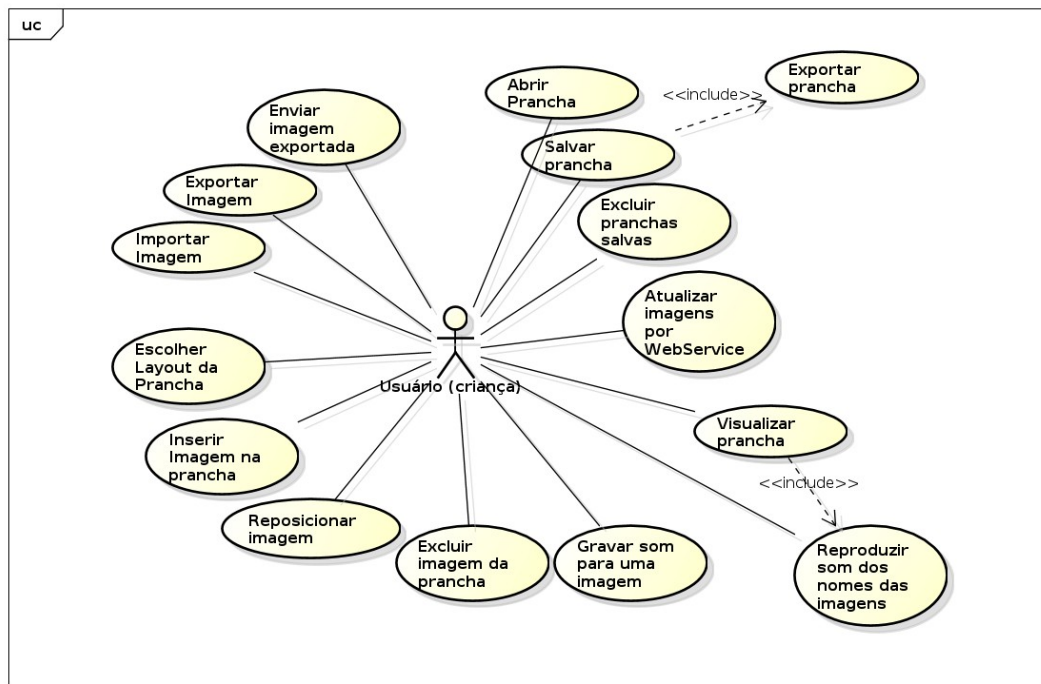 uc
Exportar
prancha
<<include>>
Abrir
Prancha
Enviar
imagem
exportada
Salvar
prancha
Exportar
Imagem
Excluir
pranchas
salvas
Importar
Imagem
Atualizar
imagens
por
WebService
Escolher
Layout da
Prancha
Usuário (criança)
Visualizar
prancha
Inserir
Imagem na
prancha
<<include>>
Reposicionar
imagem
Excluir
imagem da
prancha
Gravar som
para uma
imagem
Reproduzir
som dos
nomes das
imagens